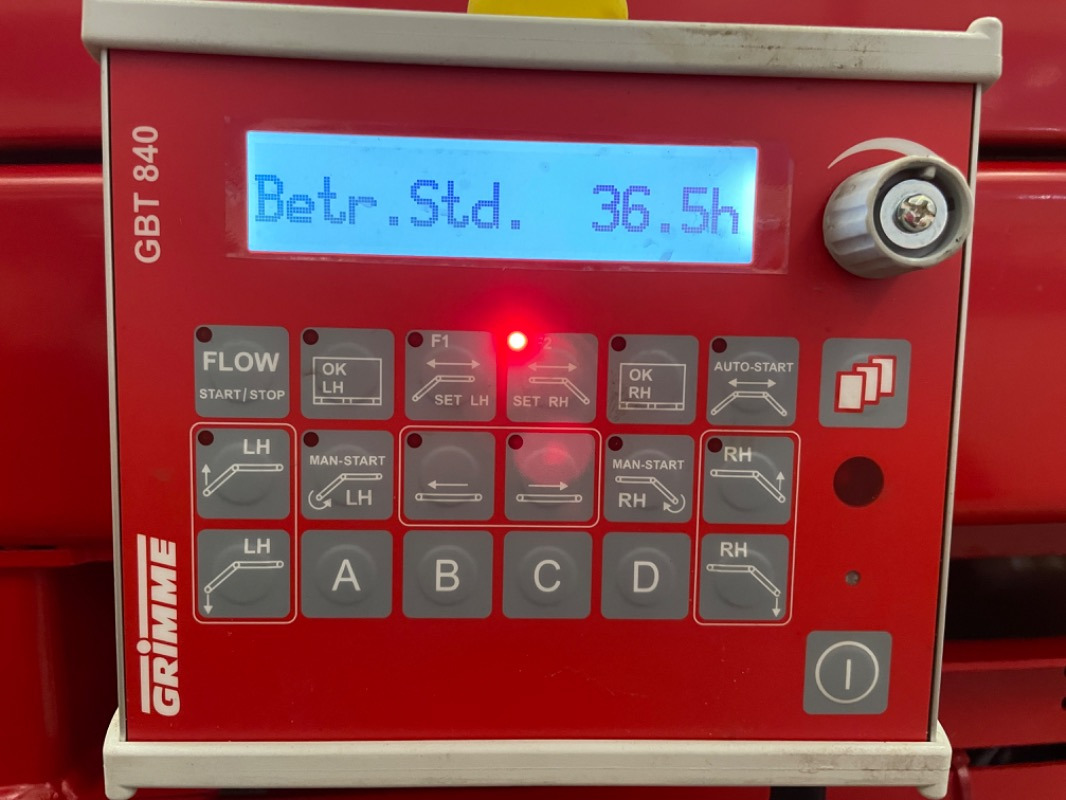 GBT 840
Betr.Std. 36.5h
FLOW
START/STOP
OK
LH
F1
SET LH
F2
SET RH
OK
RH
AUTO-START
LH
MAN-START
LH
MAN-START
RH
RH
LH
A
B
C
D
RH
GRIMME